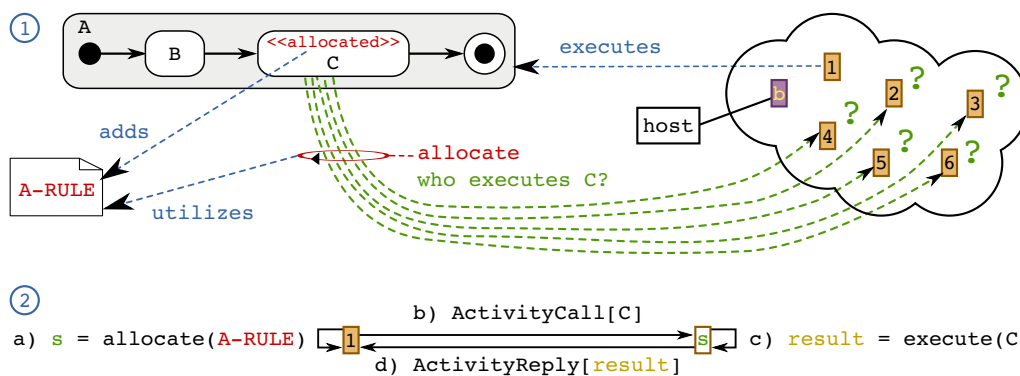 1
A
<<allocated>>
B
C
executes
1
b
2 ?
3 ?
host
4 ?
5 ?
6 ?
adds
A-RULE
allocate
who executes C?
utilizes
2
b) ActivityCall[C]
a) s = allocate(A-RULE)
1
s
c) result = execute(C
d) ActivityReply[result]